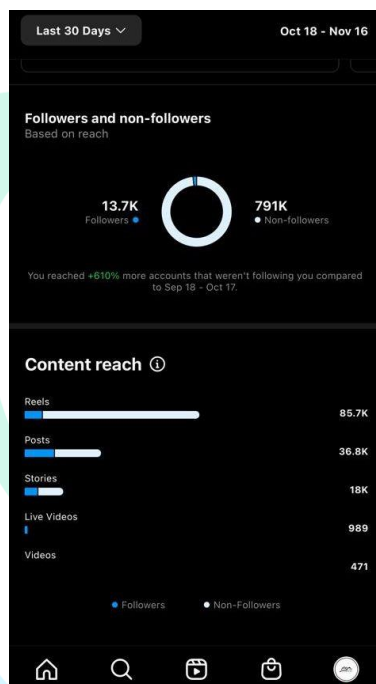 Last 30 Days
Oct 18 - Nov 16
Followers and non-followers
Based on reach
13.7K
Followers
791K
Non-followers
You reached +610% more accounts that weren't following you compared
to Sep 18 - Oct 17.
Content reach
Reels
85.7K
Posts
36.8K
Stories
18K
Live Videos
989
Videos
471
Followers
Non-Followers